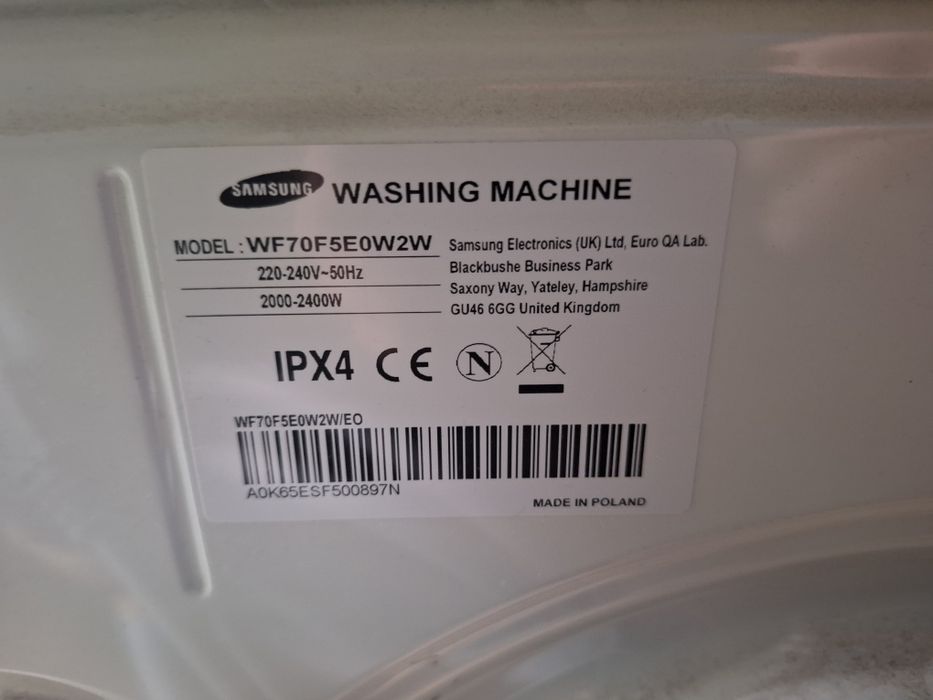 SAMSUNG WASHING MACHINE
MODEL : WF70F5E0W2W
220-240V~50Hz
2000-2400W
Samsung Electronics (UK) Ltd, Euro QA Lab.
Blackbushe Business Park
Saxony Way, Yateley, Hampshire
GU46 6GG United Kingdom
IPX4 CE N
WF70F5E0W2W/EO
A0K65ESF500897N
MADE IN POLAND